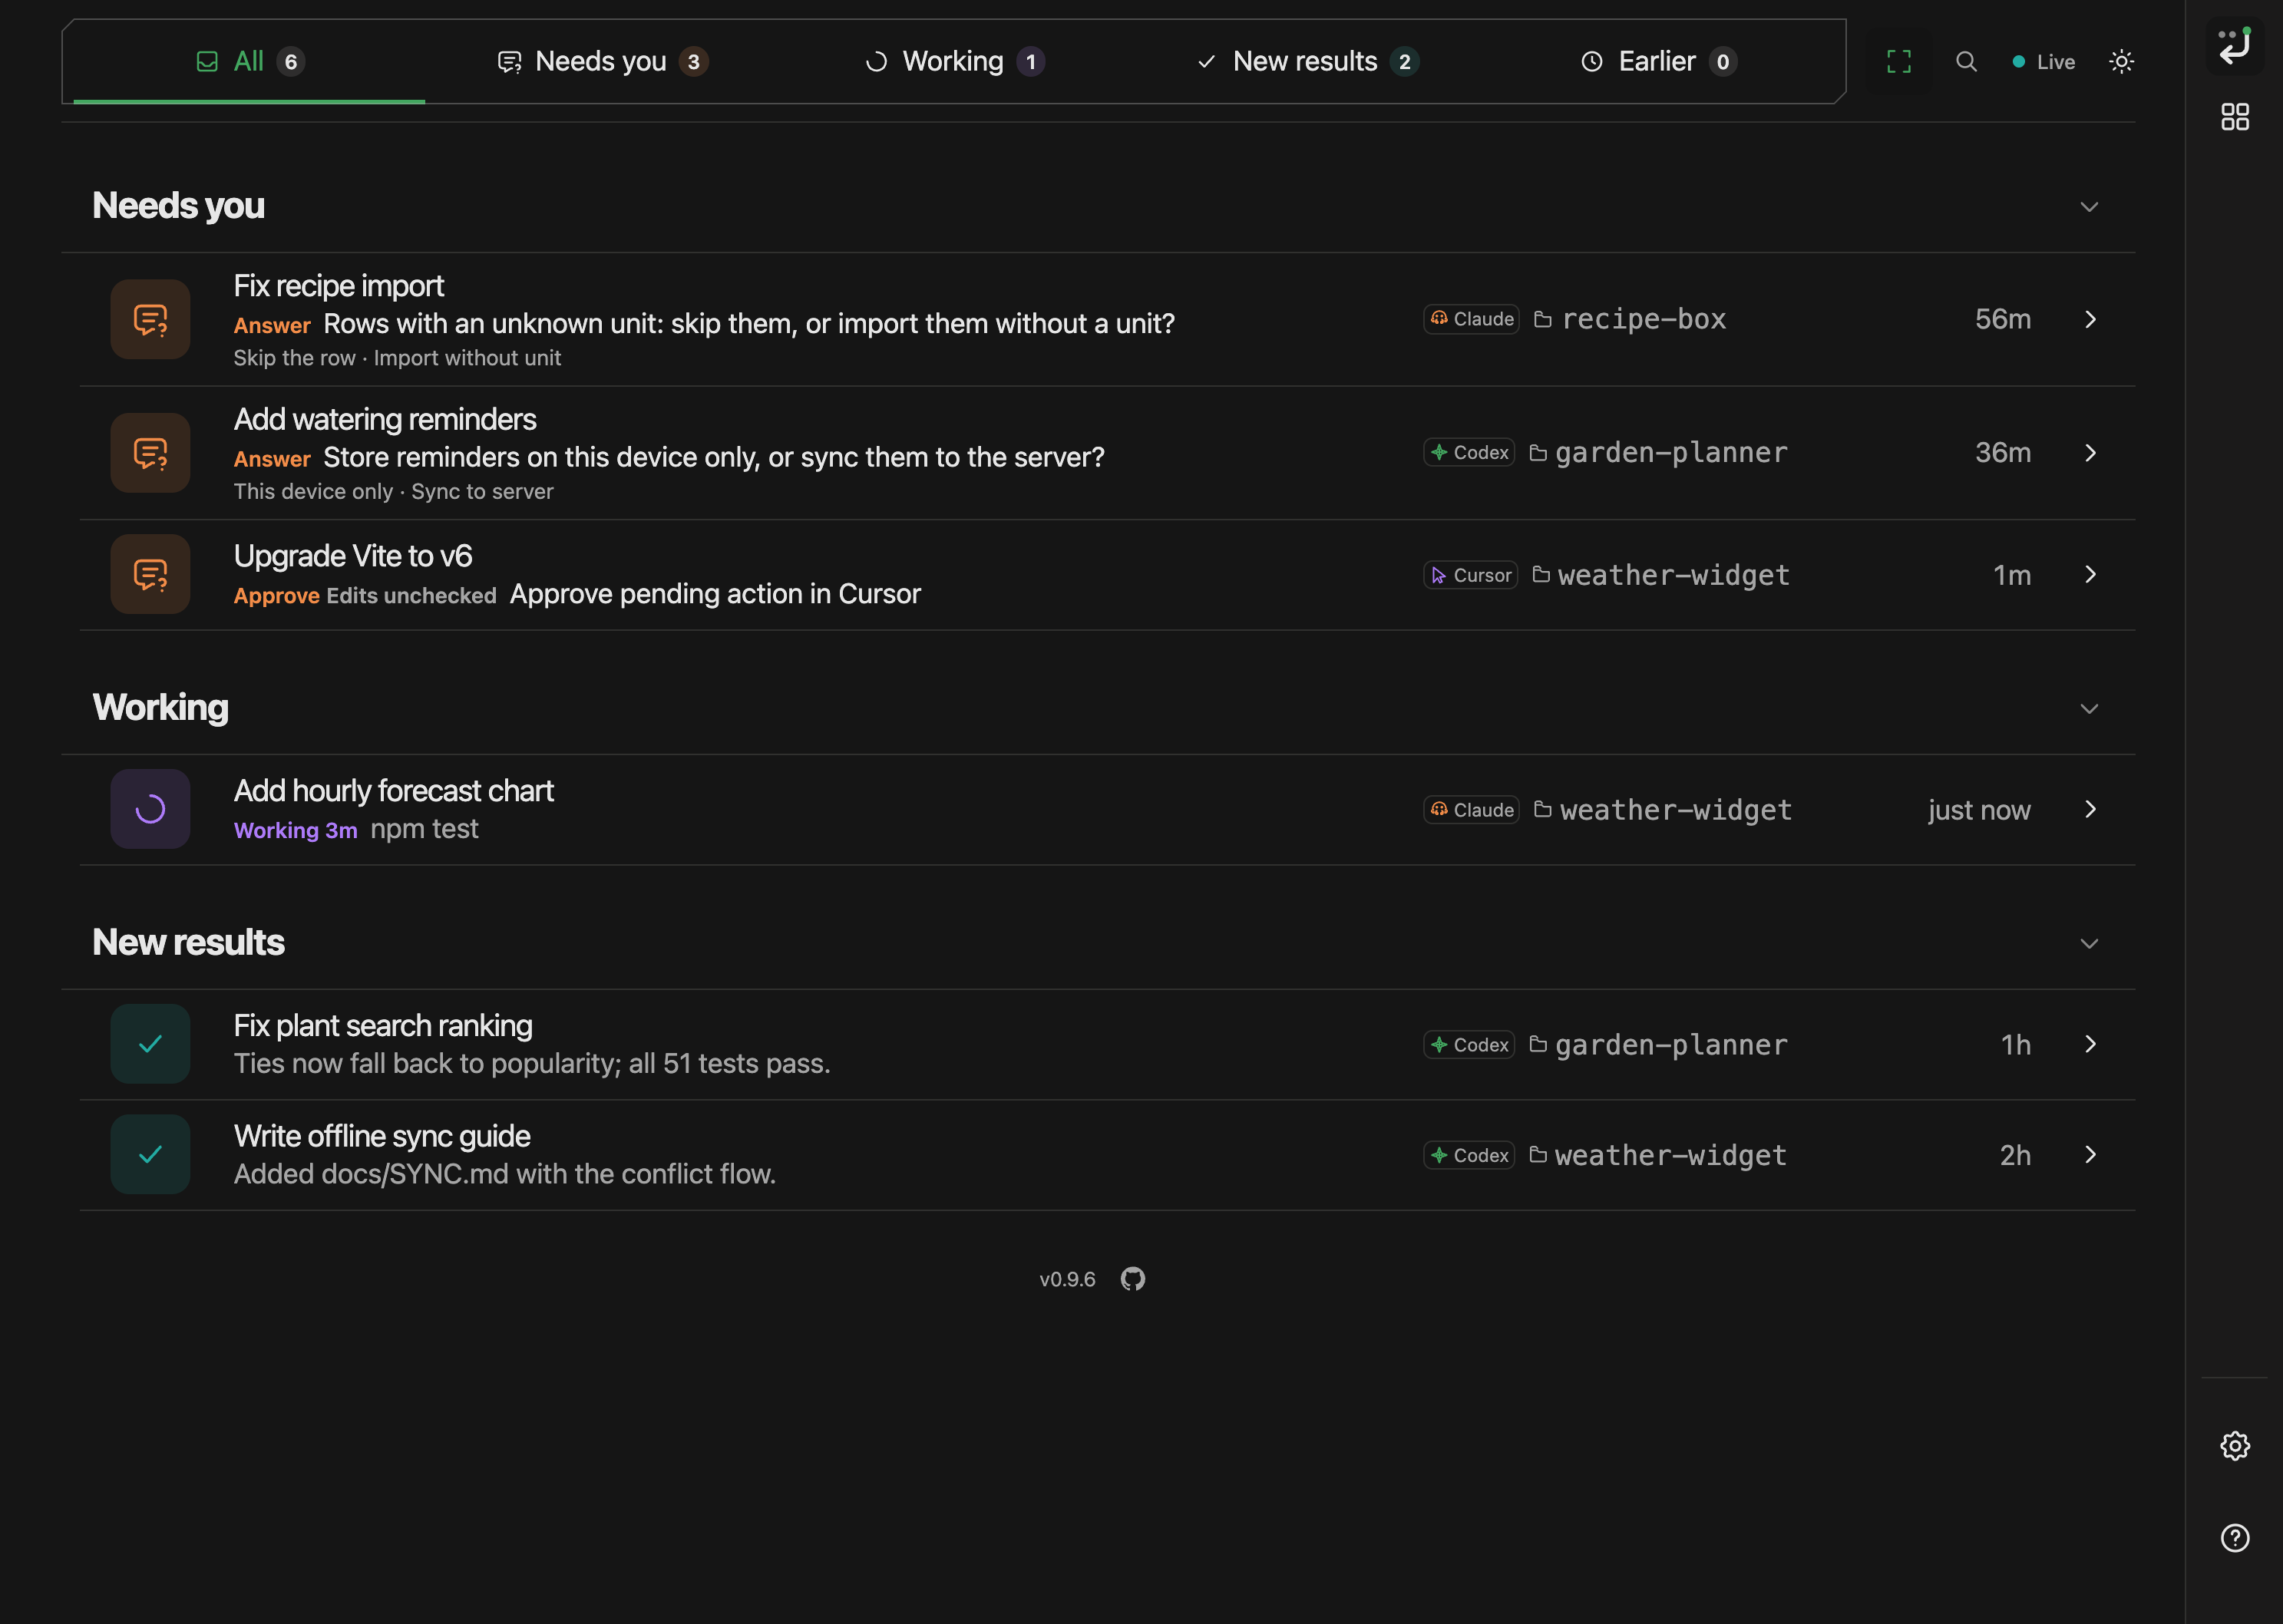 All 6 Needs you 3 Working 1 New results 2 Earlier 0 Live
Needs you
Fix recipe import
Answer Rows with an unknown unit: skip them, or import them without a unit?
Skip the row · Import without unit
Claude recipe-box 56m
Add watering reminders
Answer Store reminders on this device only, or sync them to the server?
This device only · Sync to server
Codex garden-planner 36m
Upgrade Vite to v6
Approve Edits unchecked Approve pending action in Cursor
Cursor weather-widget 1m
Working
Add hourly forecast chart
Working 3m npm test
Claude weather-widget just now
New results
Fix plant search ranking
Ties now fall back to popularity; all 51 tests pass.
Codex garden-planner 1h
Write offline sync guide
Added docs/SYNC.md with the conflict flow.
Codex weather-widget 2h
v0.9.6